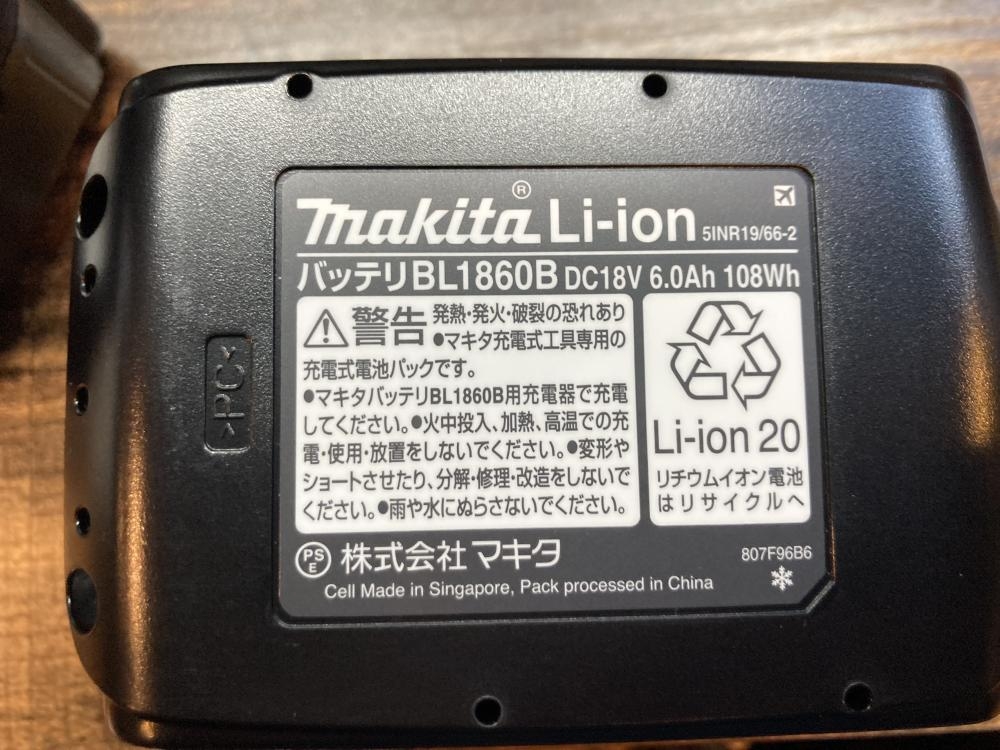 makita® Li-ion 5INR19/66-2
バッテリBL1860B DC18V 6.0Ah 108Wh
警告 発熱・発火・破裂の恐れあり
●マキタ充電式工具専用の
充電式電池パックです。
●マキタバッテリBL1860B用充電器で充電
してください。●火中投入、加熱、高温での充
電・使用・放置をしないでください。●変形や
ショートさせたり、分解・修理・改造をしないで
ください。●雨や水にぬらさないでください。
Li-ion 20
リチウムイオン電池
はリサイクルへ
PSE 株式会社 マキタ
807F96B6
Cell Made in Singapore, Pack processed in China
>PC<